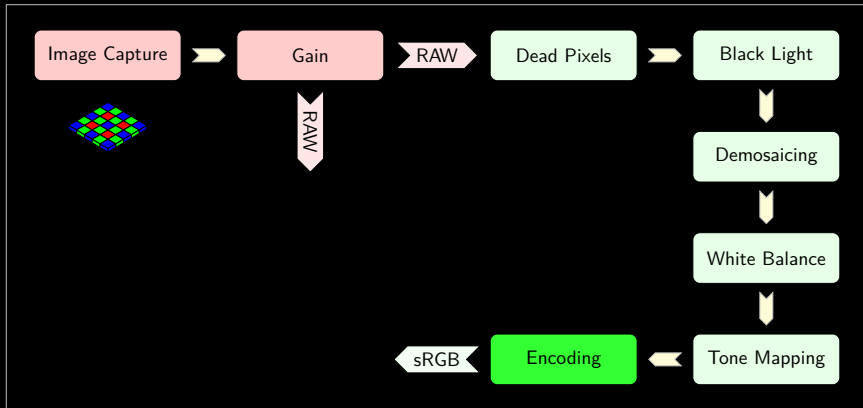 Image Capture
Gain
RAW
Dead Pixels
Black Light
RAW
Demosaicing
White Balance
sRGB
Encoding
Tone Mapping